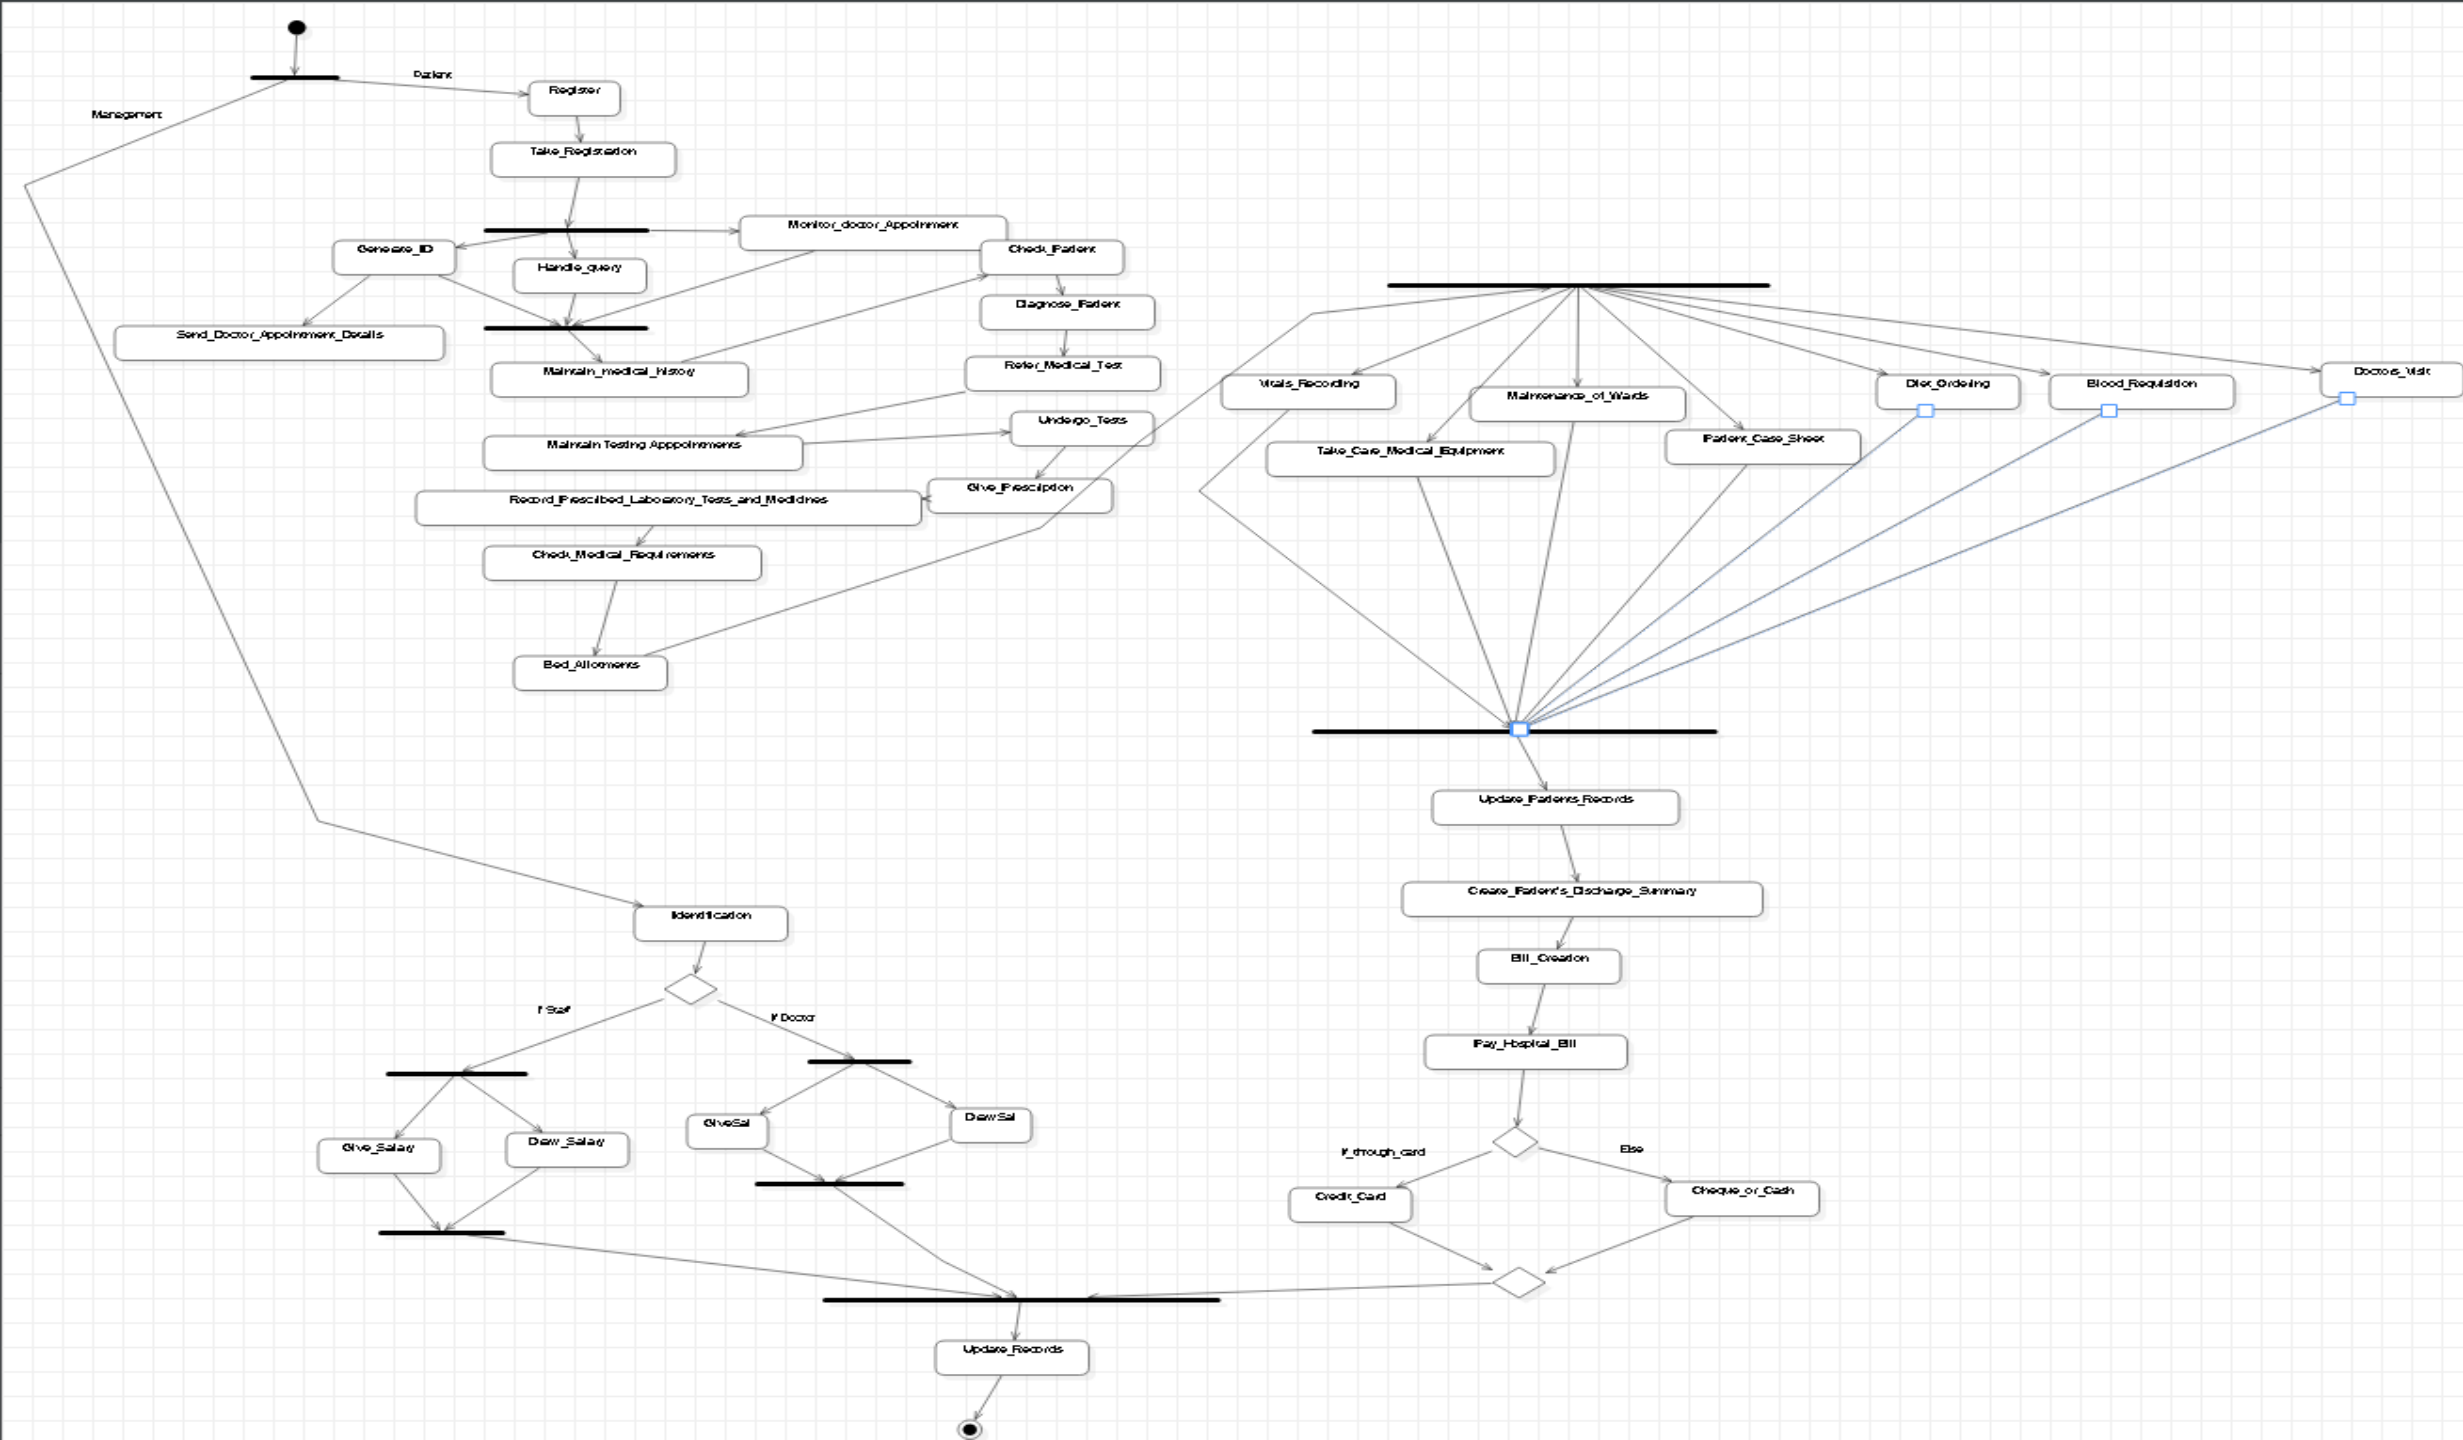 Patient
Management
Register
Take_Registration
Monitor_doctor_Appointment
Generate_ID
Check_Patient
Handle_query
Diagnose_Patient
Send_Doctor_Appointment_Details
Maintain_medical_history
Refer_Medical_Test
Vitals_Recording
Maintenance_of_Wards
Diet_Ordering
Blood_Requisition
Doctors_Visit
Undergo_Tests
Maintain Testing Apppointments
Take_Care_Medical_Equipment
Patient_Case_Sheet
Give_Prescription
Record_Prescribed_Laboratory_Tests_and_Medicines
Check_Medical_Requirements
Bed_Allotments
Update_Patients_Records
Create_Patient's_Discharge_Summary
Identification
Bill_Creation
If Staff
If Doctor
Pay_Hospital_Bill
GiveSal
DrawSal
Give_Salary
Draw_Salary
If_through_card
Else
Credit_Card
Cheque_or_Cash
Update_Records